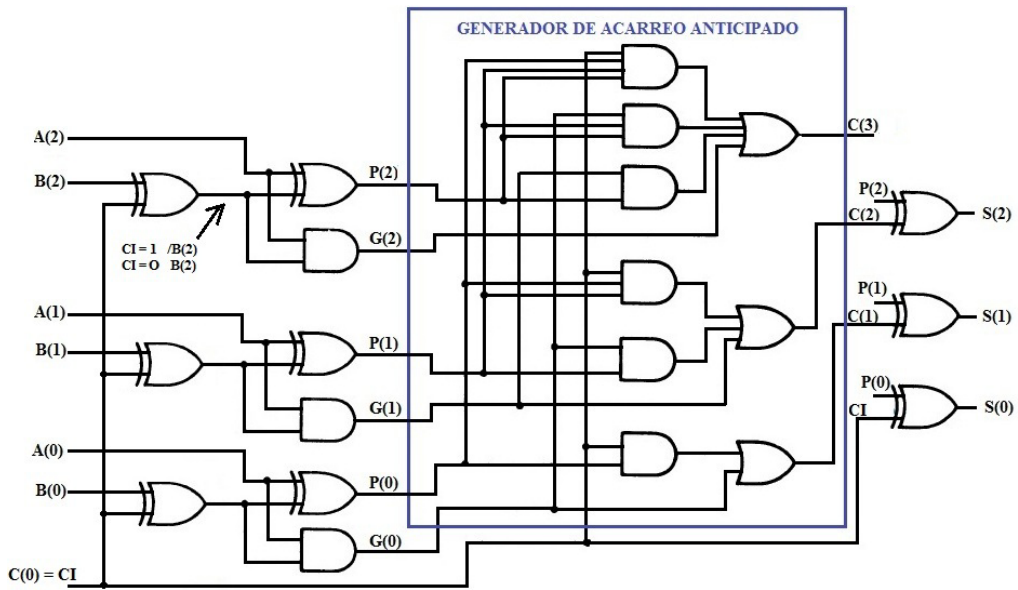 GENERADOR DE ACARREO ANTICIPADO
A(2)
B(2)
P(2)
G(2)
CI = 1 /B(2)
CI = O B(2)
C(3)
P(2)
C(2)
S(2)
A(1)
B(1)
P(1)
G(1)
P(1)
C(1)
S(1)
A(0)
B(0)
P(0)
G(0)
P(0)
CI
S(0)
C(0) = CI